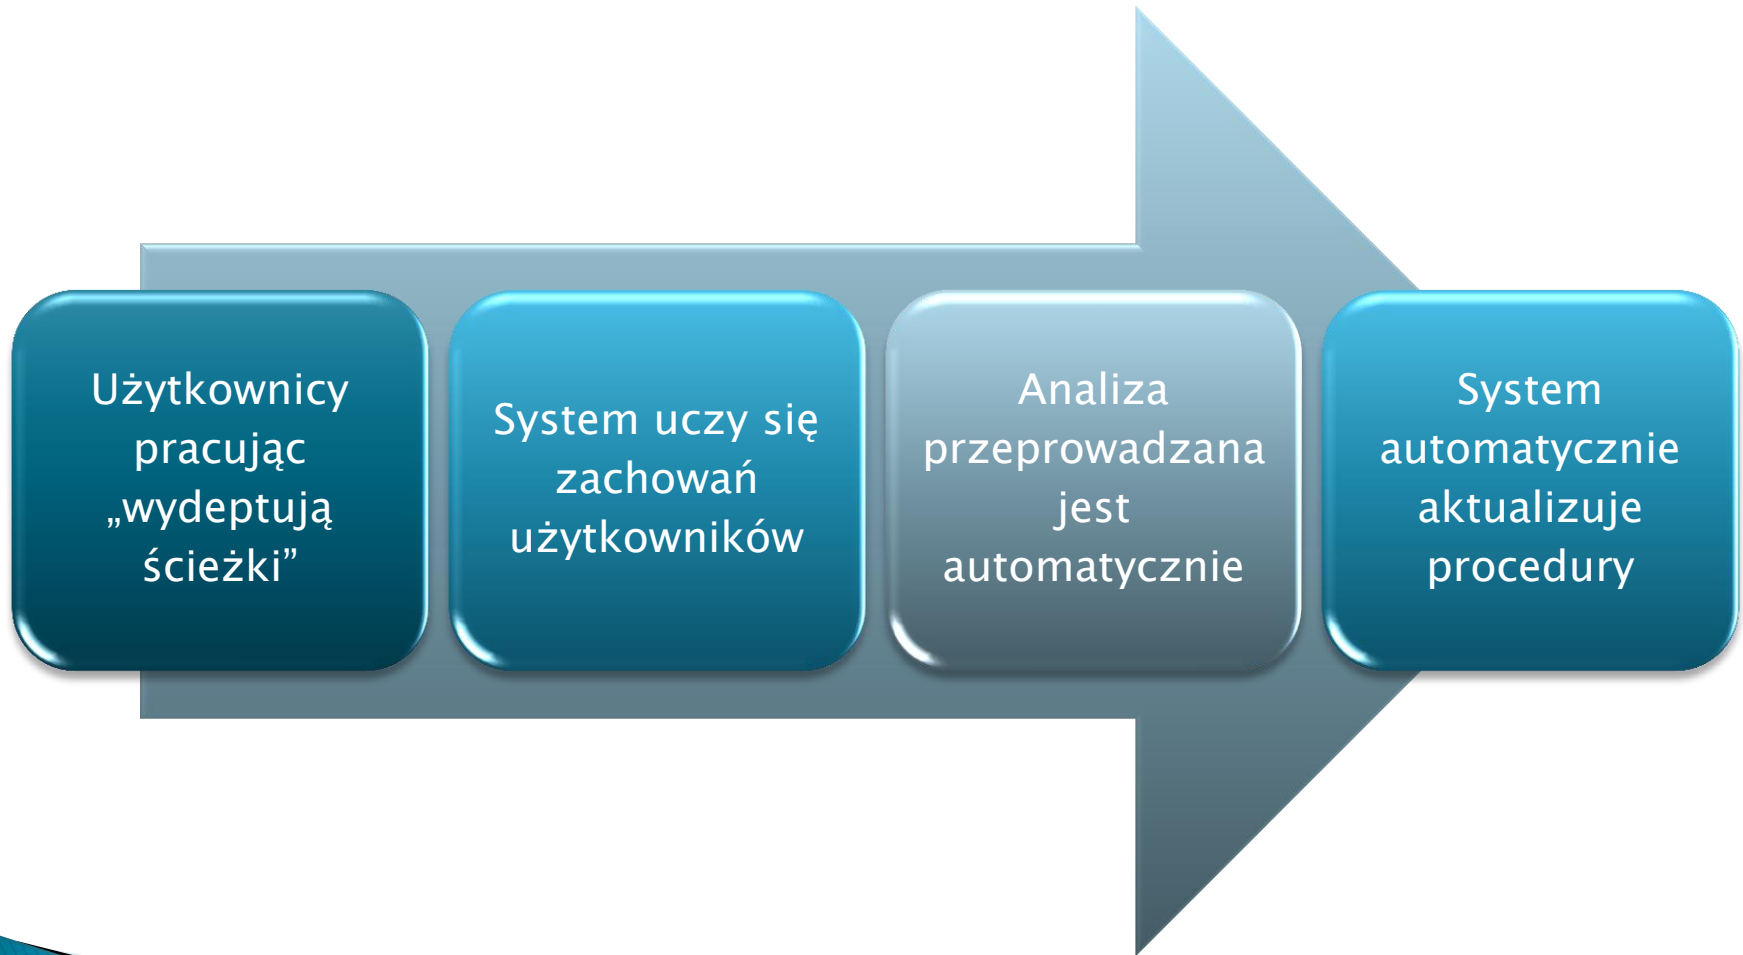 Użytkownicy
pracując
„wydeptują
ścieżki”
System uczy się
zachowań
użytkowników
Analiza
przeprowadzana
jest
automatycznie
System
automatycznie
aktualizuje
procedury